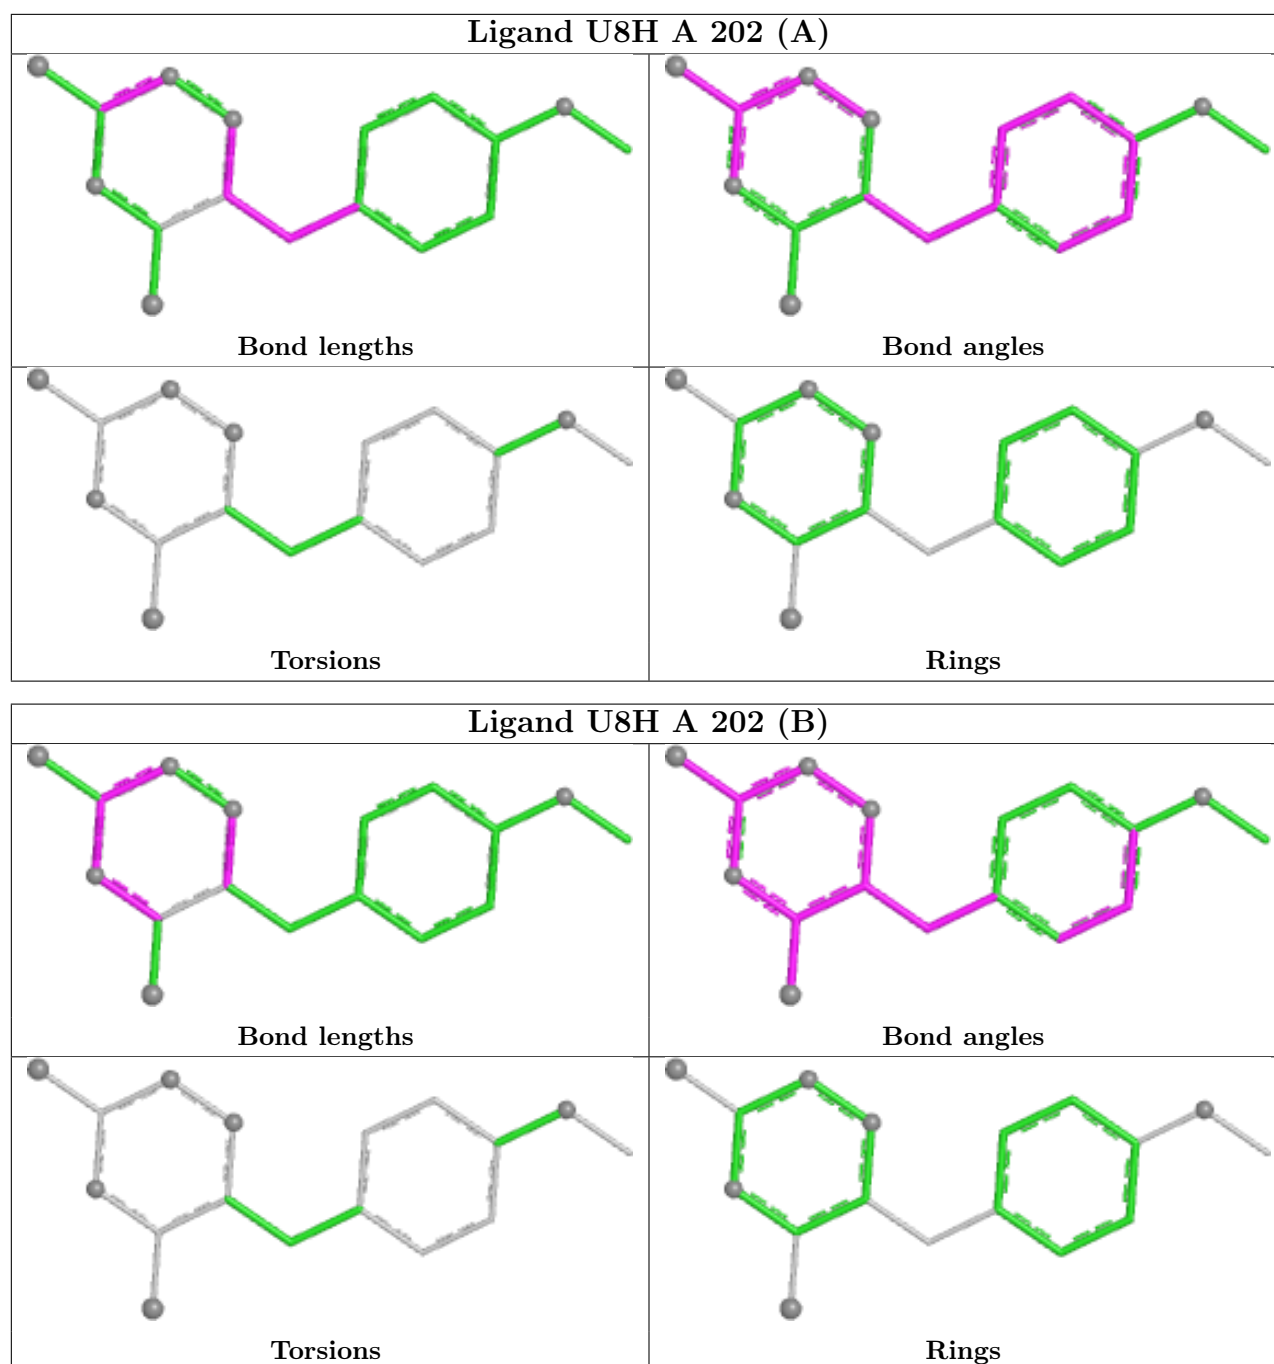 Ligand U8H A 202 (A)
Bond lengths
Bond angles
Torsions
Rings
Ligand U8H A 202 (B)
Bond lengths
Bond angles
Torsions
Rings